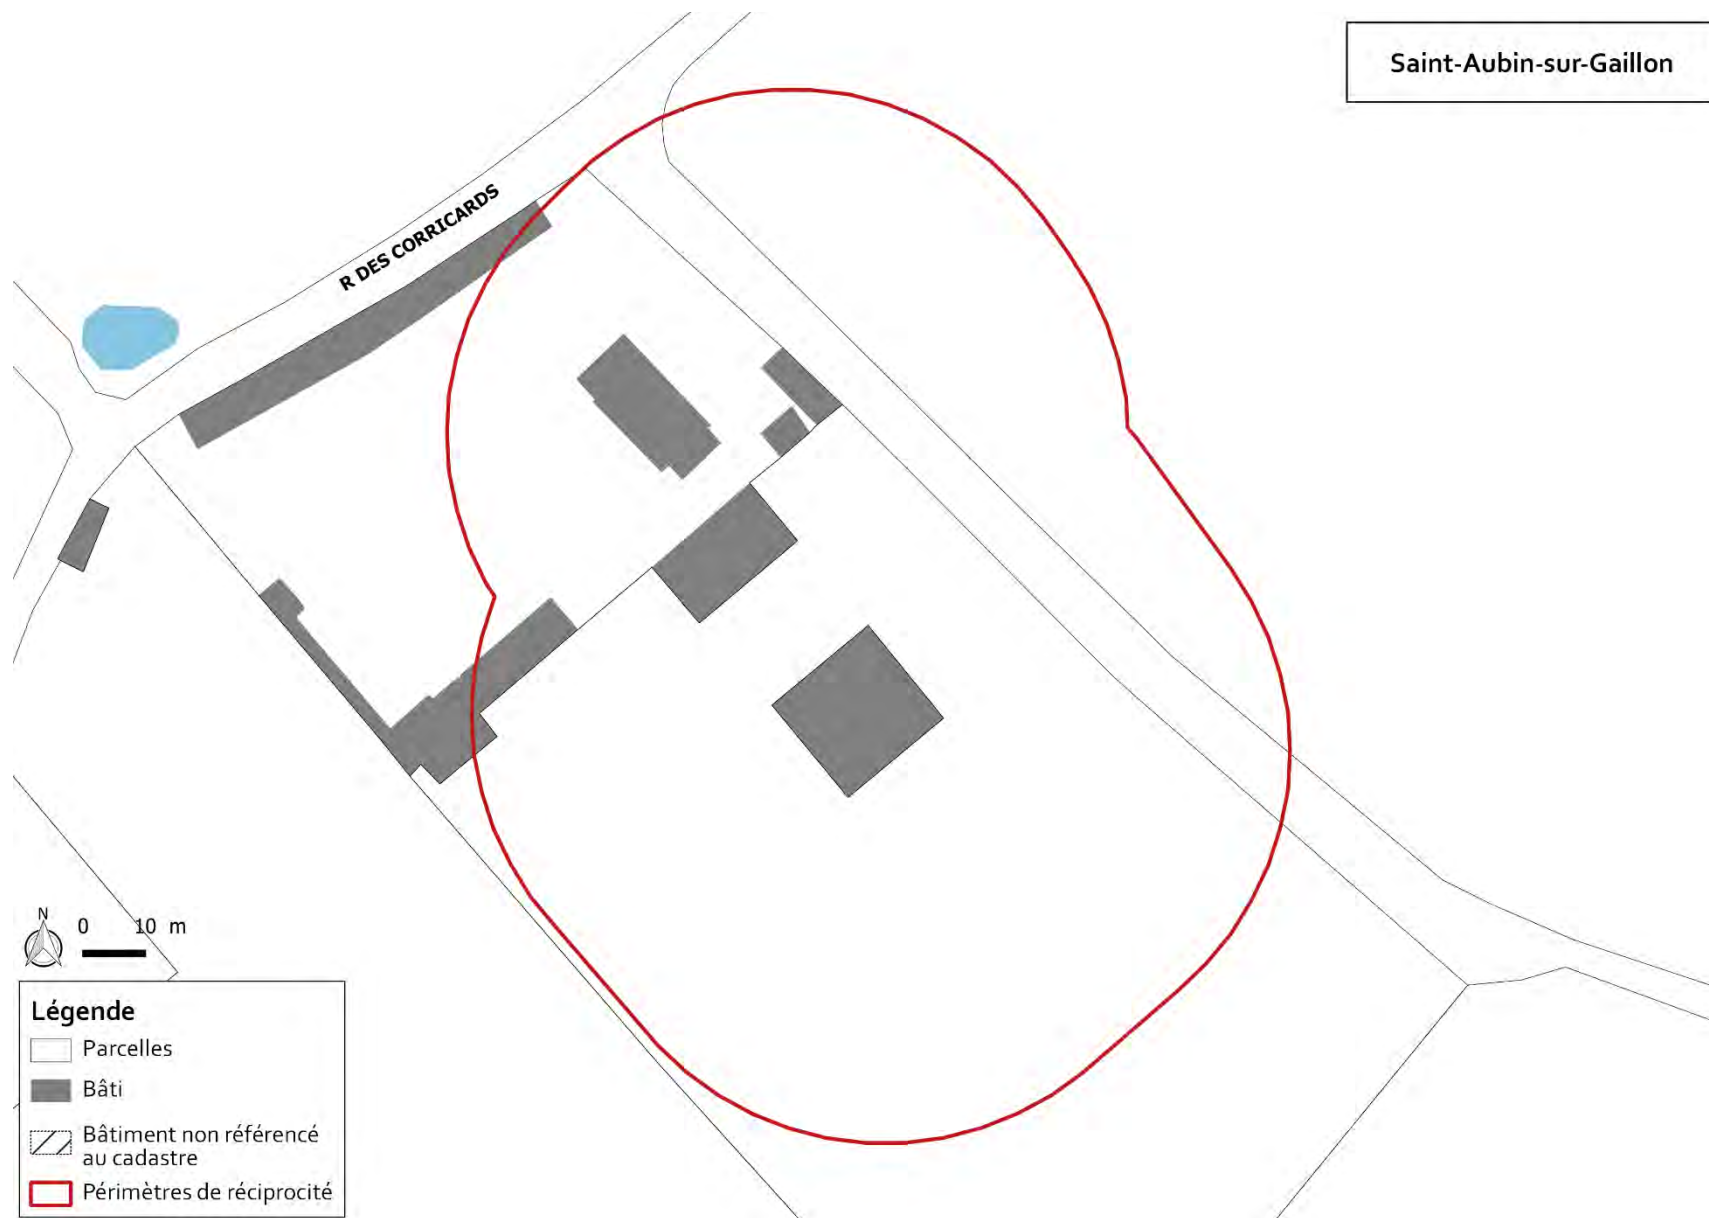 Saint-Aubin-sur-Gaillon
R DES CORRICARDS
N
0 10 m
Légende
Parcelles
Bâti
Bâtiment non référencé
au cadastre
Périmètres de réciprocité